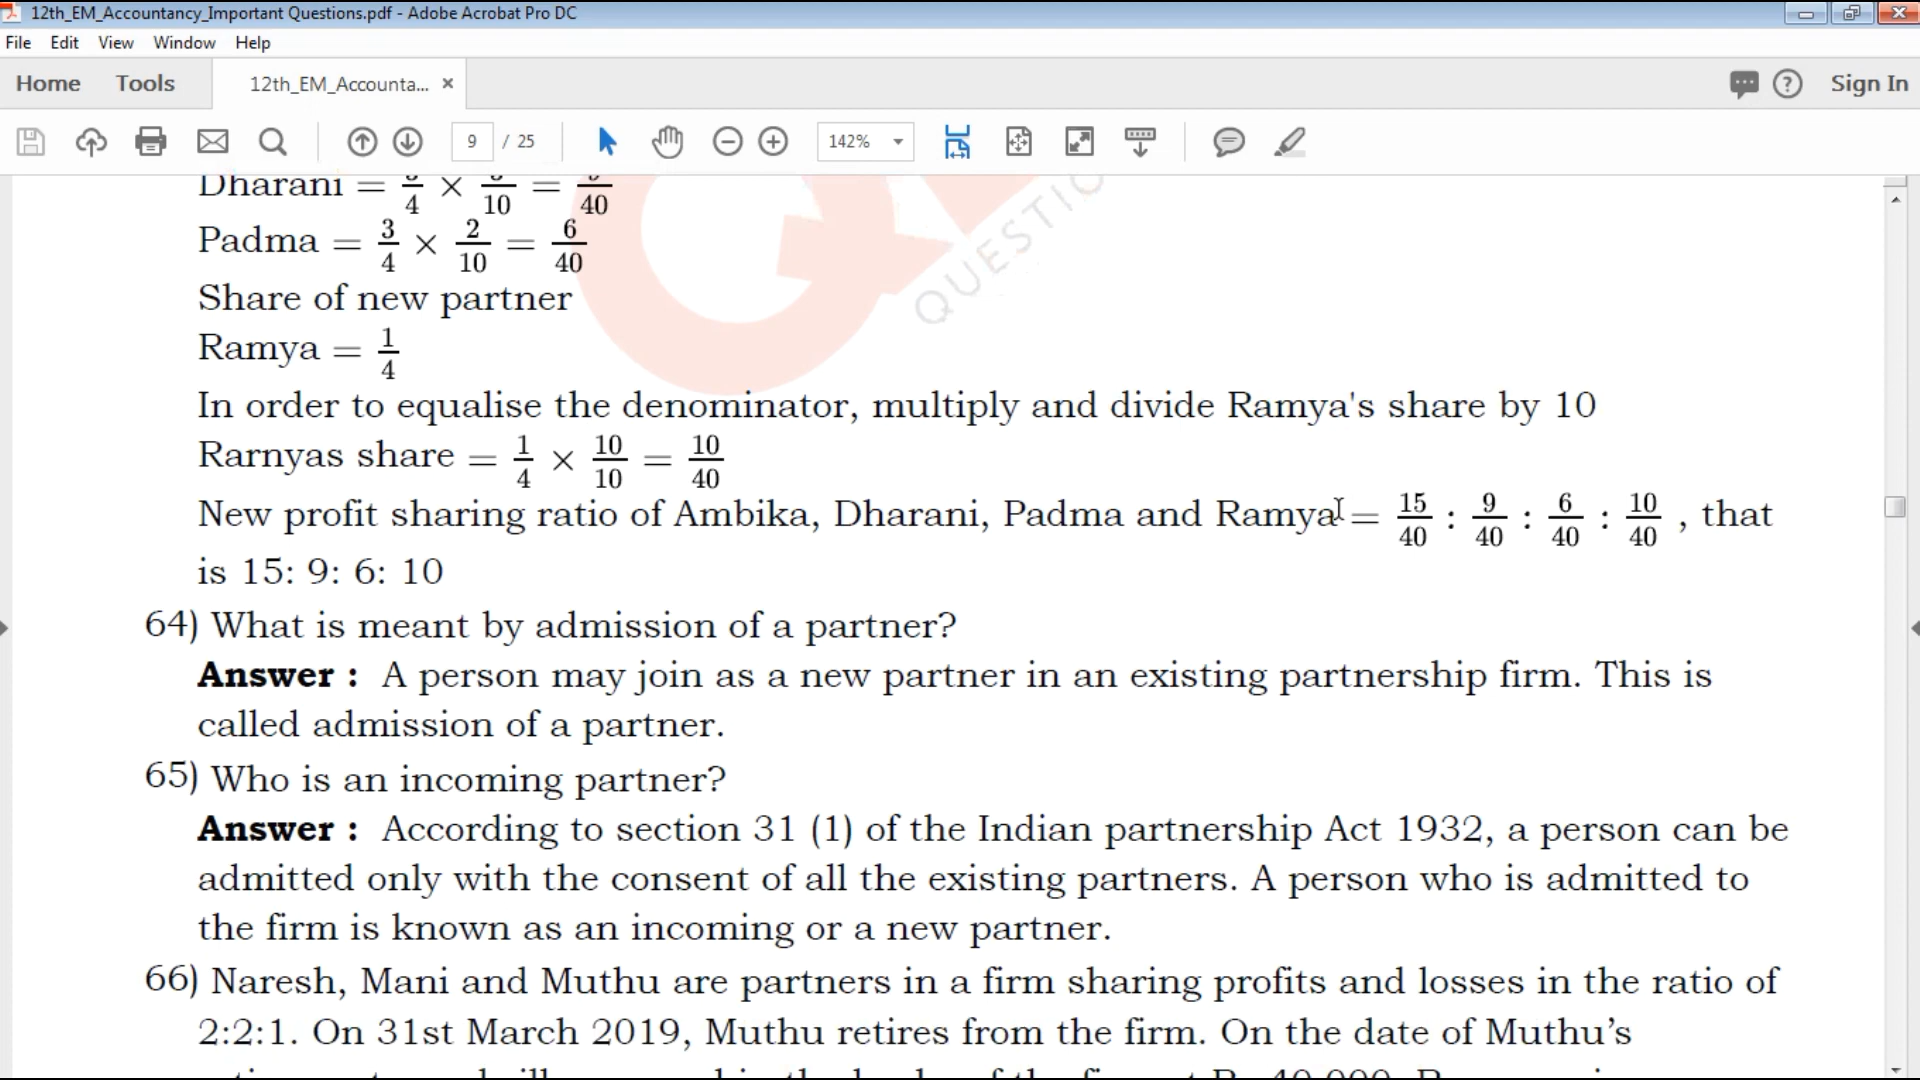 12th_EM_Accountancy_Important Questions.pdf - Adobe Acrobat Pro DC
File Edit View Window Help
Home Tools 12th_EM_Accounta... × Sign In
9 / 25 142%
Dharani = 3/4 × 3/10 = 9/40
Padma = 3/4 × 2/10 = 6/40
Share of new partner
Ramya = 1/4
In order to equalise the denominator, multiply and divide Ramya's share by 10
Rarnyas share = 1/4 × 10/10 = 10/40
New profit sharing ratio of Ambika, Dharani, Padma and Ramya = 15/40 : 9/40 : 6/40 : 10/40 , that
is 15: 9: 6: 10
64) What is meant by admission of a partner?
Answer : A person may join as a new partner in an existing partnership firm. This is
called admission of a partner.
65) Who is an incoming partner?
Answer : According to section 31 (1) of the Indian partnership Act 1932, a person can be
admitted only with the consent of all the existing partners. A person who is admitted to
the firm is known as an incoming or a new partner.
66) Naresh, Mani and Muthu are partners in a firm sharing profits and losses in the ratio of
2:2:1. On 31st March 2019, Muthu retires from the firm. On the date of Muthu’s
QUESTIO